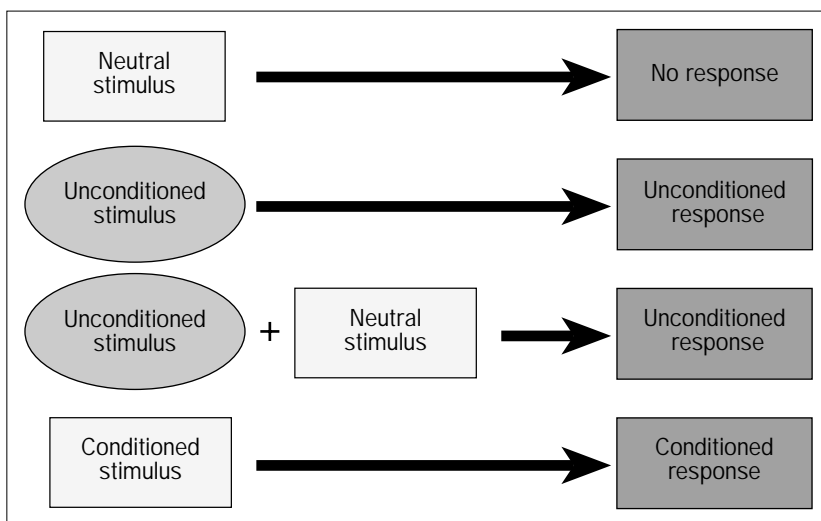 Neutral
stimulus
No response
Unconditioned
stimulus
Unconditioned
response
Unconditioned
stimulus
+
Neutral
stimulus
Unconditioned
response
Conditioned
stimulus
Conditioned
response